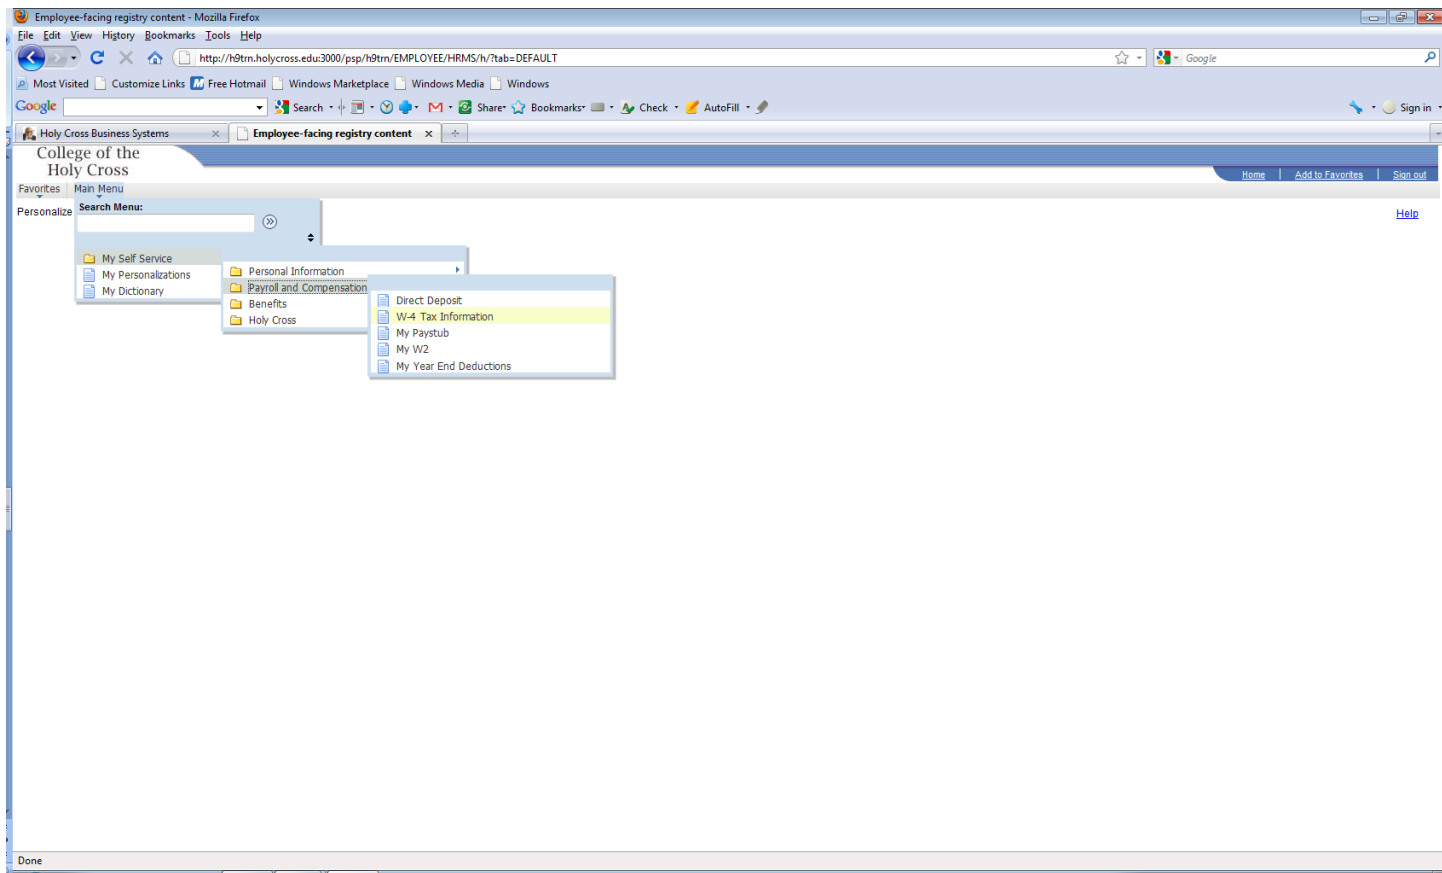 Employee-facing registry content - Mozilla Firefox
File Edit View History Bookmarks Tools Help
http://h9trn.holycross.edu:3000/psp/h9trn/EMPLOYEE/HRMS/h/?tab=DEFAULT Google
Most Visited Customize Links Free Hotmail Windows Marketplace Windows Media Windows
Google Search Share Bookmarks Check AutoFill Sign in
Holy Cross Business Systems Employee-facing registry content
College of the
Holy Cross
Home Add to Favorites Sign out
Favorites Main Menu
Personalize Search Menu: Help
My Self Service
My Personalizations Personal Information
My Dictionary Payroll and Compensation
Benefits Direct Deposit
Holy Cross W-4 Tax Information
My Paystub
My W2
My Year End Deductions
Done